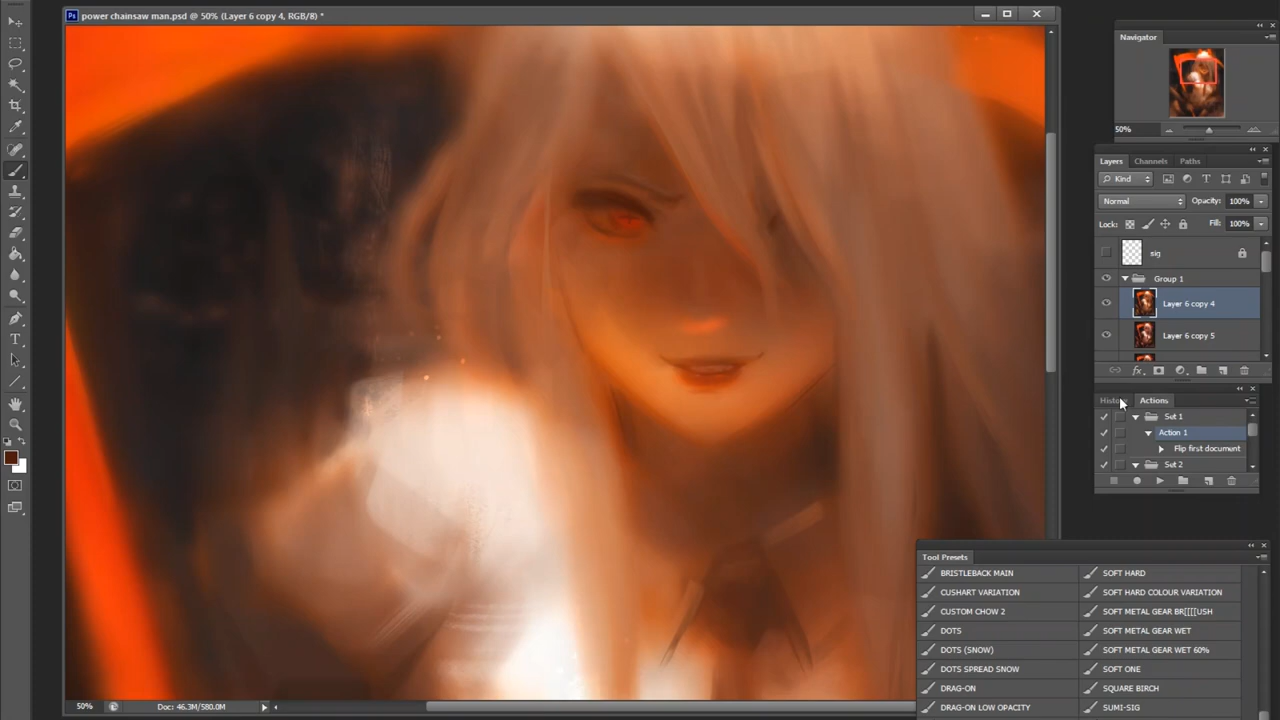 power chainsaw man.psd @ 50% (Layer 6 copy 4, RGB/8) *
Navigator
50%
Layers Channels Paths
Kind
Normal Opacity: 100%
Lock: Fill: 100%
sig
Group 1
Layer 6 copy 4
Layer 6 copy 5
fx
Actions
Set 1
Action 1
Flip first document
Set 2
Tool Presets
BRISTLEBACK MAIN SOFT HARD
CUSHART VARIATION SOFT HARD COLOUR VARIATION
CUSTOM CHOW 2 SOFT METAL GEAR BR[[[[USH
DOTS SOFT METAL GEAR WET
DOTS (SNOW) SOFT METAL GEAR WET 60%
DOTS SPREAD SNOW SOFT ONE
DRAG-ON SQUARE BIRCH
DRAG-ON LOW OPACITY SUMI-SIG
50% Doc: 46.3M/580.0M